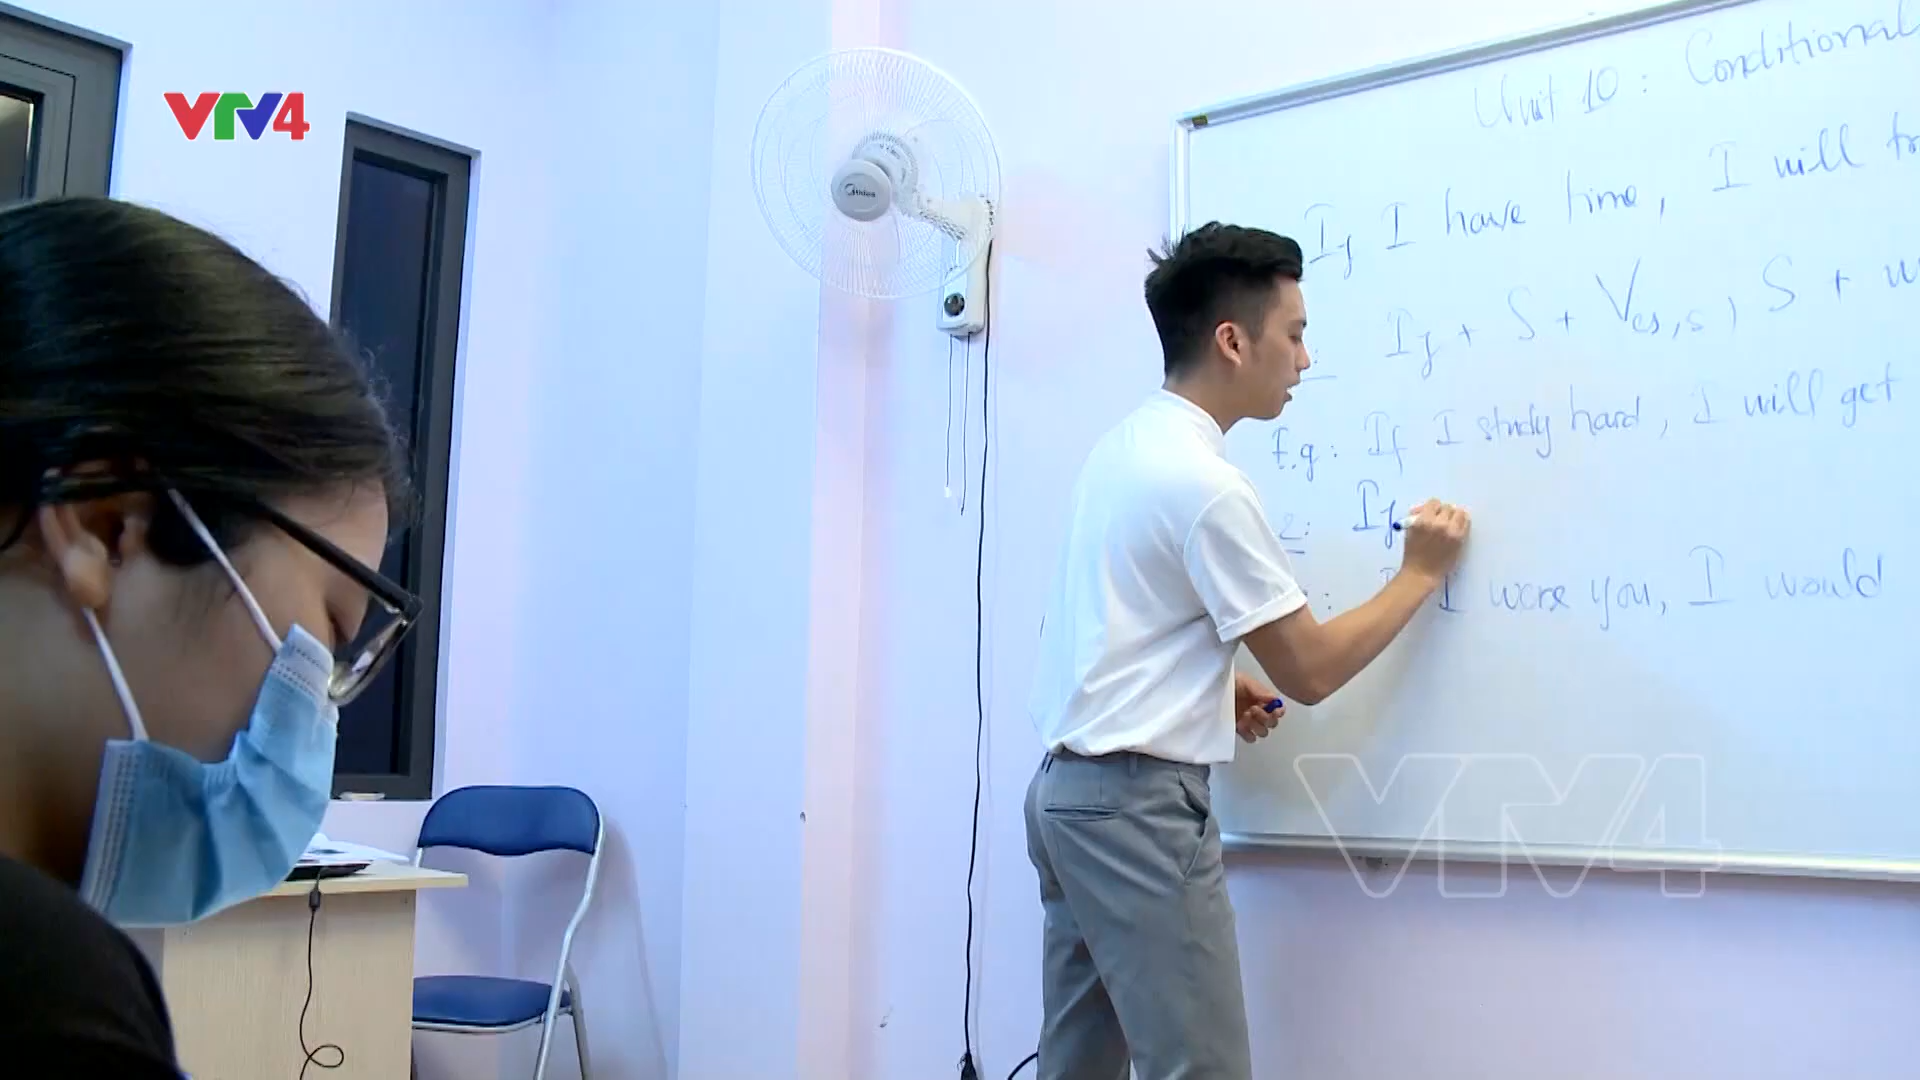 VTV4
Unit 10: Conditional
If I have time, I will
If + S + Ves,s, S +
E.g: If I study hard, I will get
2: If
I were you, I would
Midea
VTV4